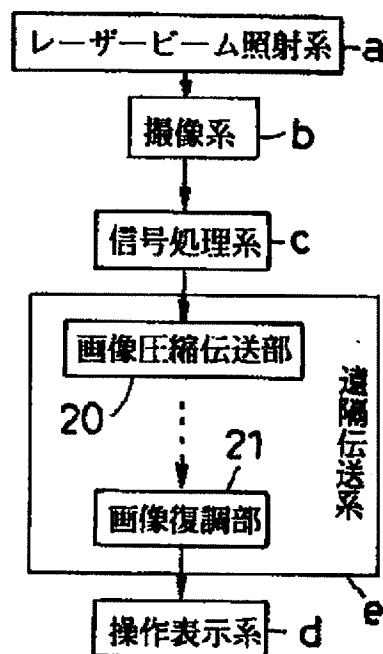 レーザービーム照射系 a
撮像系 b
信号処理系 c
画像圧縮伝送部
20
遠隔伝送系
21
画像復調部
e
操作表示系 d